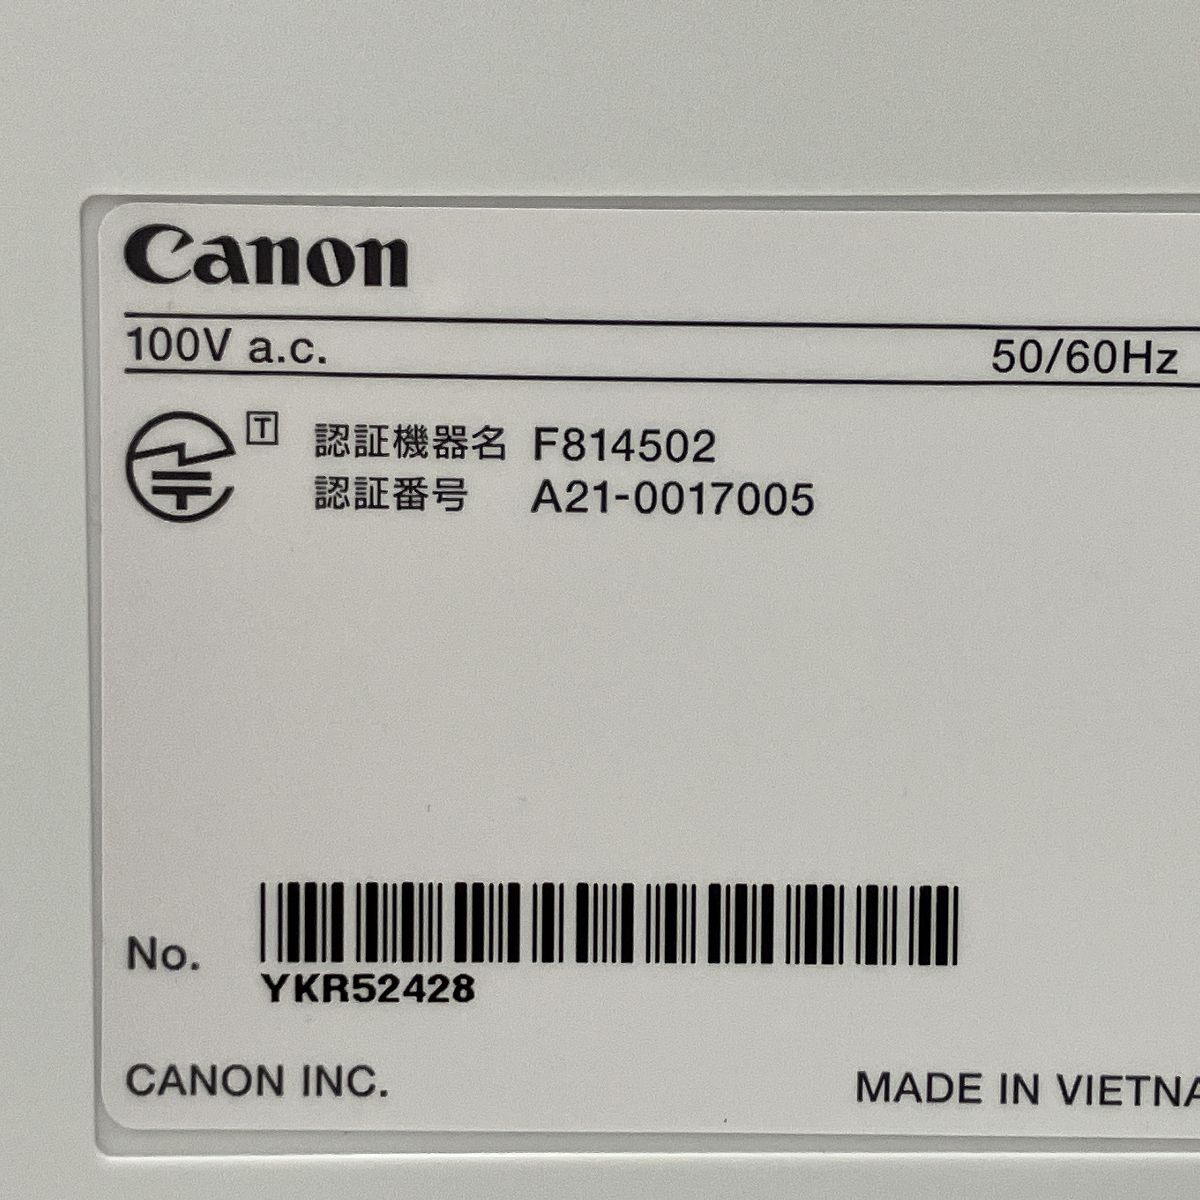 Canon
100V a.c. 50/60Hz
T 認証機器名 F814502
認証番号 A21-0017005
No.
YKR52428
CANON INC. MADE IN VIETNA